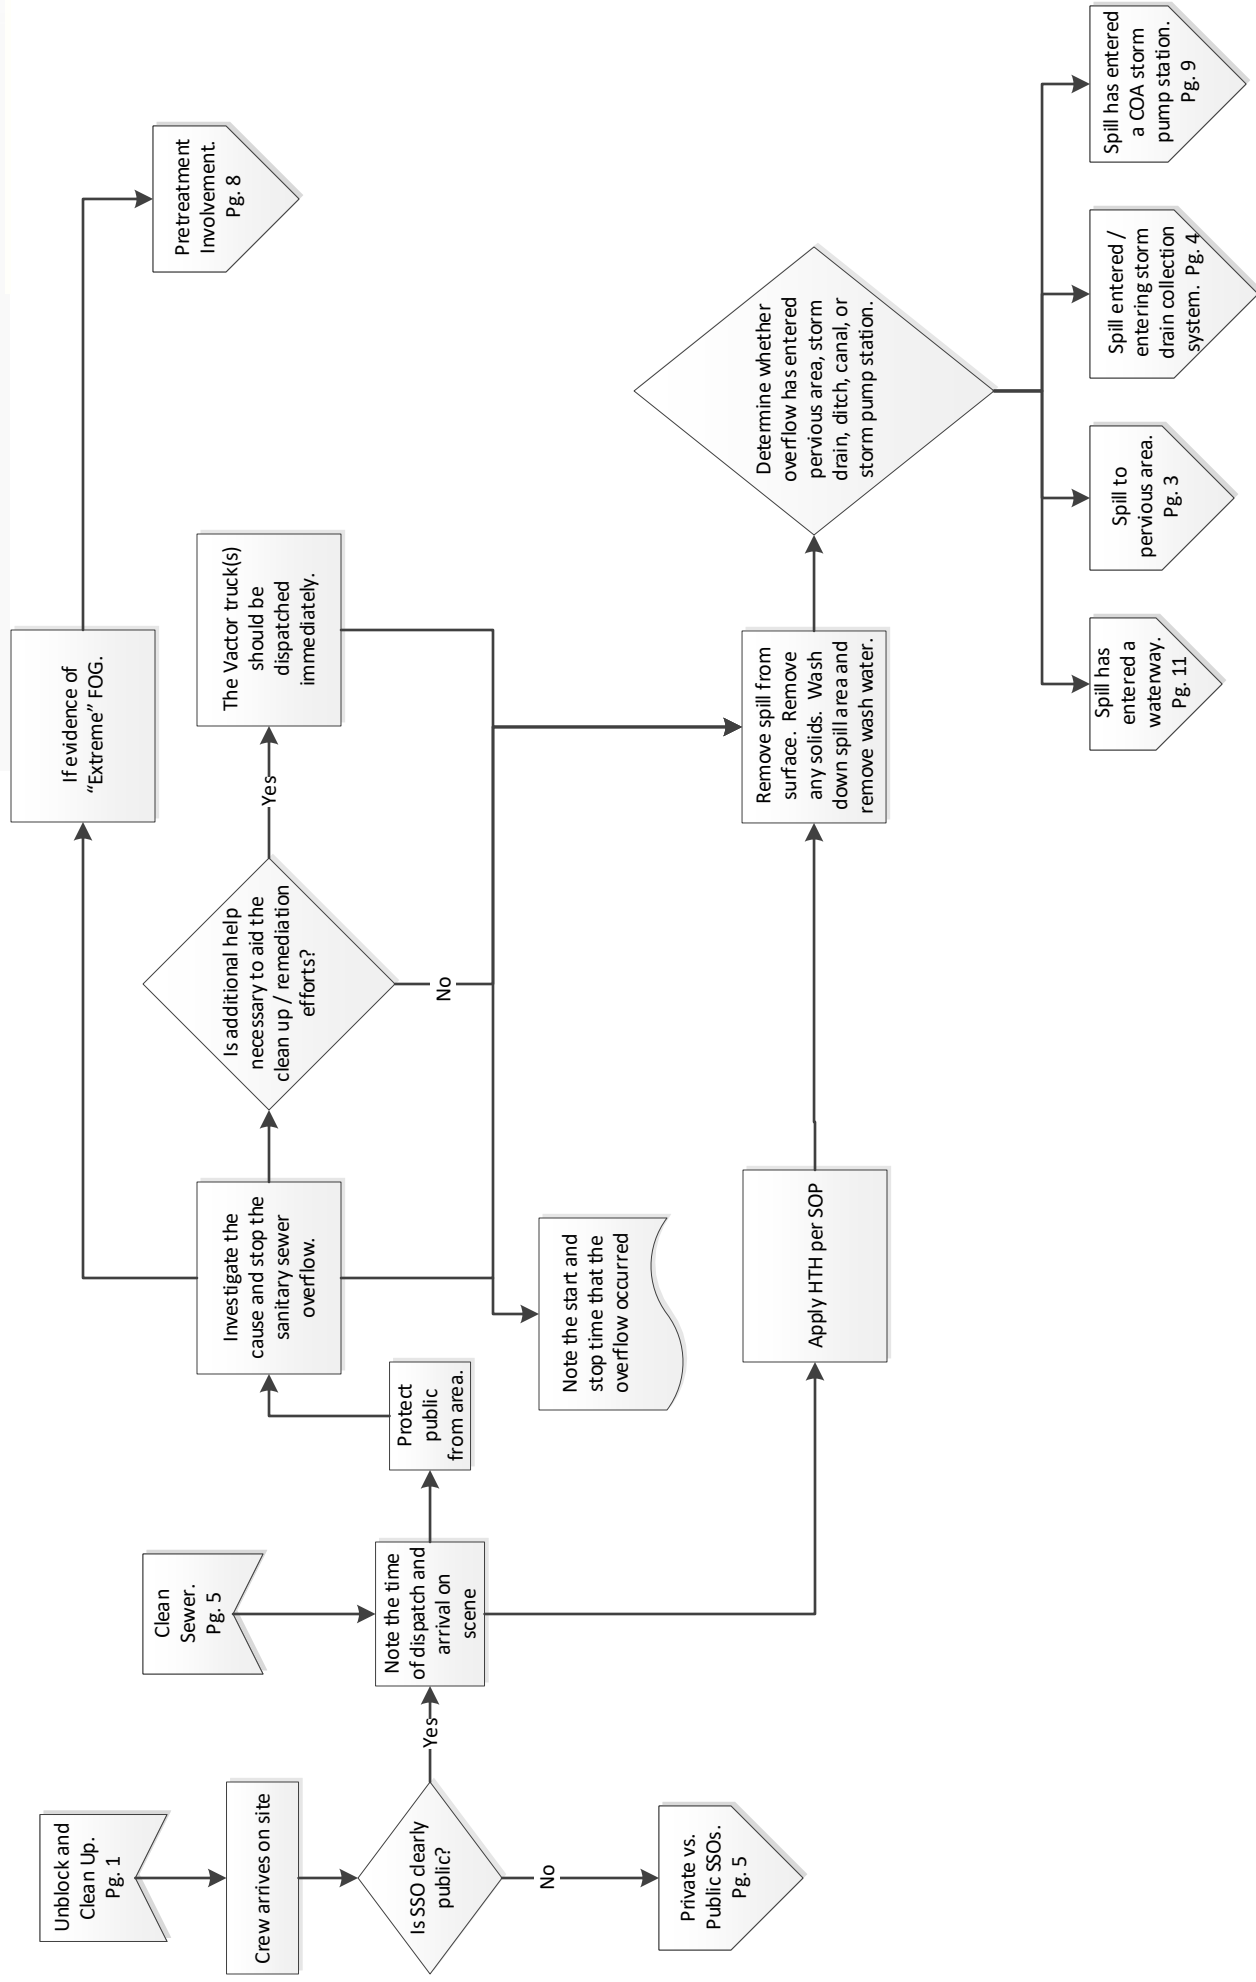 Unblock and
Clean Up.
Pg. 1
Crew arrives on site
Is SSO clearly
public?
No
Private vs.
Public SSOs.
Pg. 5
Yes
Clean
Sewer.
Pg. 5
Note the time
of dispatch and
arrival on
scene
Protect
public
from area.
Investigate the
cause and stop the
sanitary sewer
overflow.
Note the start and
stop time that the
overflow occurred
Apply HTH per SOP
Is additional help
necessary to aid the
clean up / remediation
efforts?
No
Yes
If evidence of
“Extreme” FOG.
The Vactor truck(s)
should be
dispatched
immediately.
Remove spill from
surface. Remove
any solids. Wash
down spill area and
remove wash water.
Pretreatment
Involvement.
Pg. 8
Determine whether
overflow has entered
pervious area, storm
drain, ditch, canal, or
storm pump station.
Spill has
entered a
waterway.
Pg. 11
Spill to
pervious area.
Pg. 3
Spill entered /
entering storm
drain collection
system. Pg. 4
Spill has entered
a COA storm
pump station.
Pg. 9